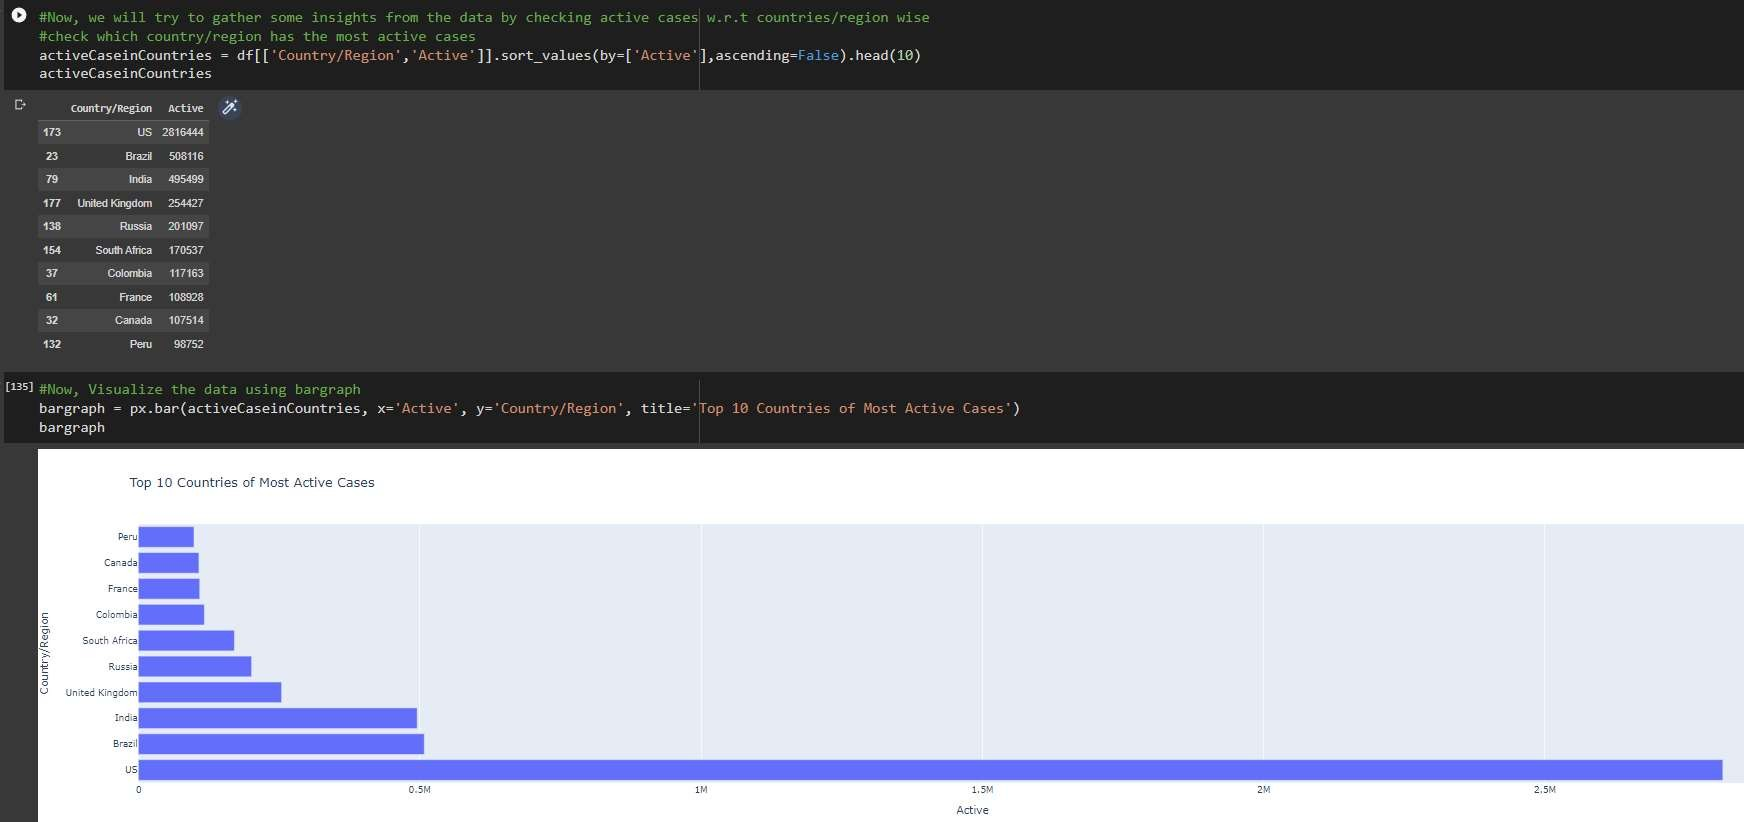 #Now, we will try to gather some insights from the data by checking active cases w.r.t countries/region wise
#check which country/region has the most active cases
activeCaseinCountries = df[['Country/Region','Active']].sort_values(by=['Active'],ascending=False).head(10)
activeCaseinCountries
Country/Region Active
173 US 2816444
23 Brazil 508116
79 India 495499
177 United Kingdom 254427
138 Russia 201097
154 South Africa 170537
37 Colombia 117163
61 France 108928
32 Canada 107514
132 Peru 98752
[135] #Now, Visualize the data using bargraph
bargraph = px.bar(activeCaseinCountries, x='Active', y='Country/Region', title='Top 10 Countries of Most Active Cases')
bargraph
Top 10 Countries of Most Active Cases
Country/Region
Peru
Canada
France
Colombia
South Africa
Russia
United Kingdom
India
Brazil
US
0 0.5M 1M 1.5M 2M 2.5M
Active